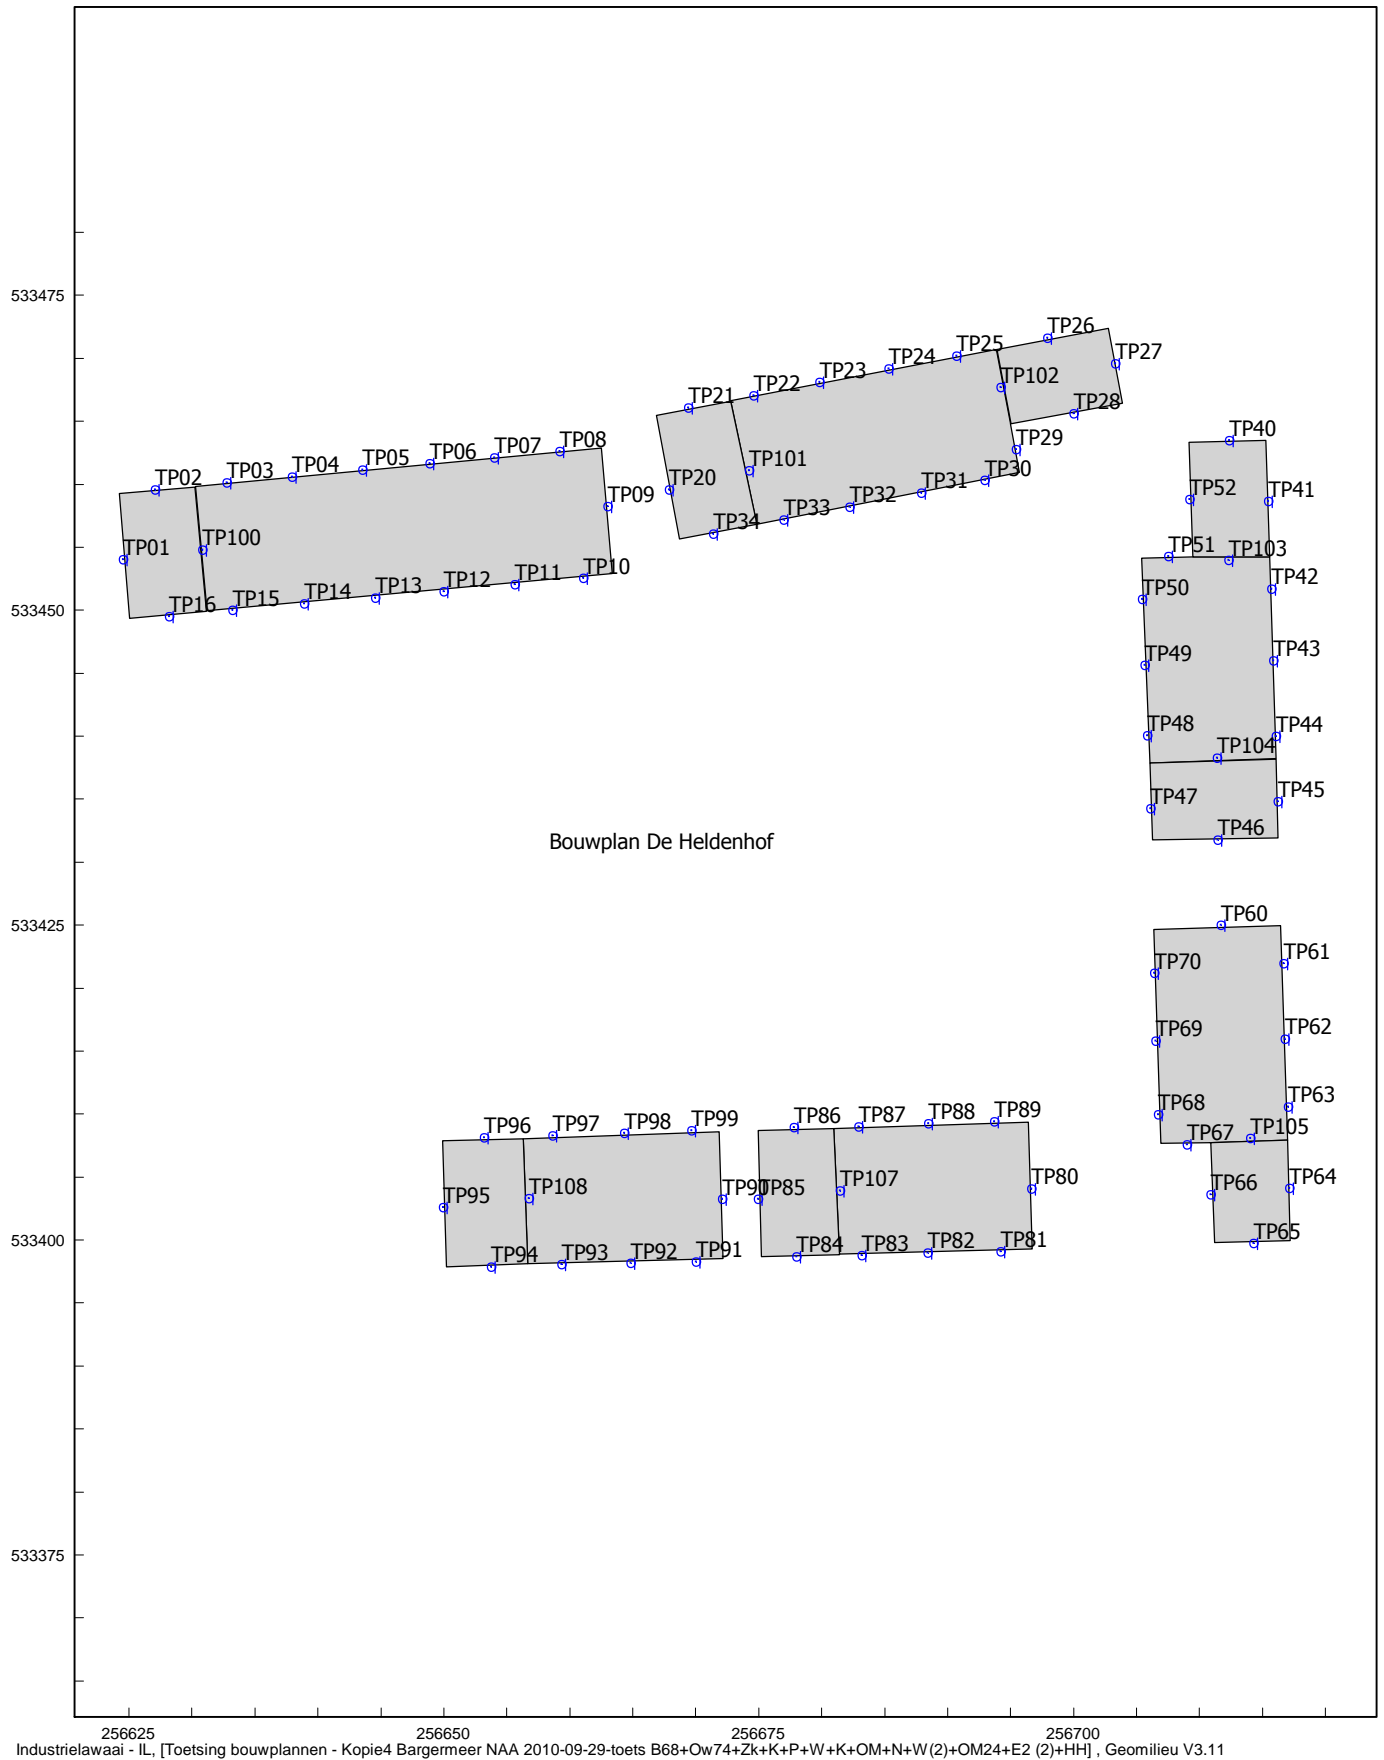 533475
533450
533425
533400
533375
TP26
TP25
TP27
TP24
TP102
TP23
TP22
TP21
TP28
TP29
TP40
TP08
TP07
TP06
TP05
TP04
TP03
TP02
TP101
TP30
TP20
TP31
TP32
TP33
TP34
TP09
TP52
TP41
TP100
TP01
TP51
TP103
TP10
TP11
TP12
TP13
TP14
TP15
TP16
TP42
TP50
TP43
TP49
TP48
TP44
TP104
TP47
TP45
TP46
Bouwplan De Heldenhof
TP60
TP70
TP61
TP69
TP62
TP68
TP63
TP67
TP105
TP66
TP64
TP65
TP96
TP97
TP98
TP99
TP86
TP87
TP88
TP89
TP95
TP108
TP90
TP85
TP107
TP80
TP94
TP93
TP92
TP91
TP84
TP83
TP82
TP81
256625
256650
256675
256700
Industrielawaai - IL, [Toetsing bouwplannen - Kopie4 Bargermeer NAA 2010-09-29-toets B68+Ow74+Zk+K+P+W+K+OM+N+W(2)+OM24+E2 (2)+HH] , Geomilieu V3.11